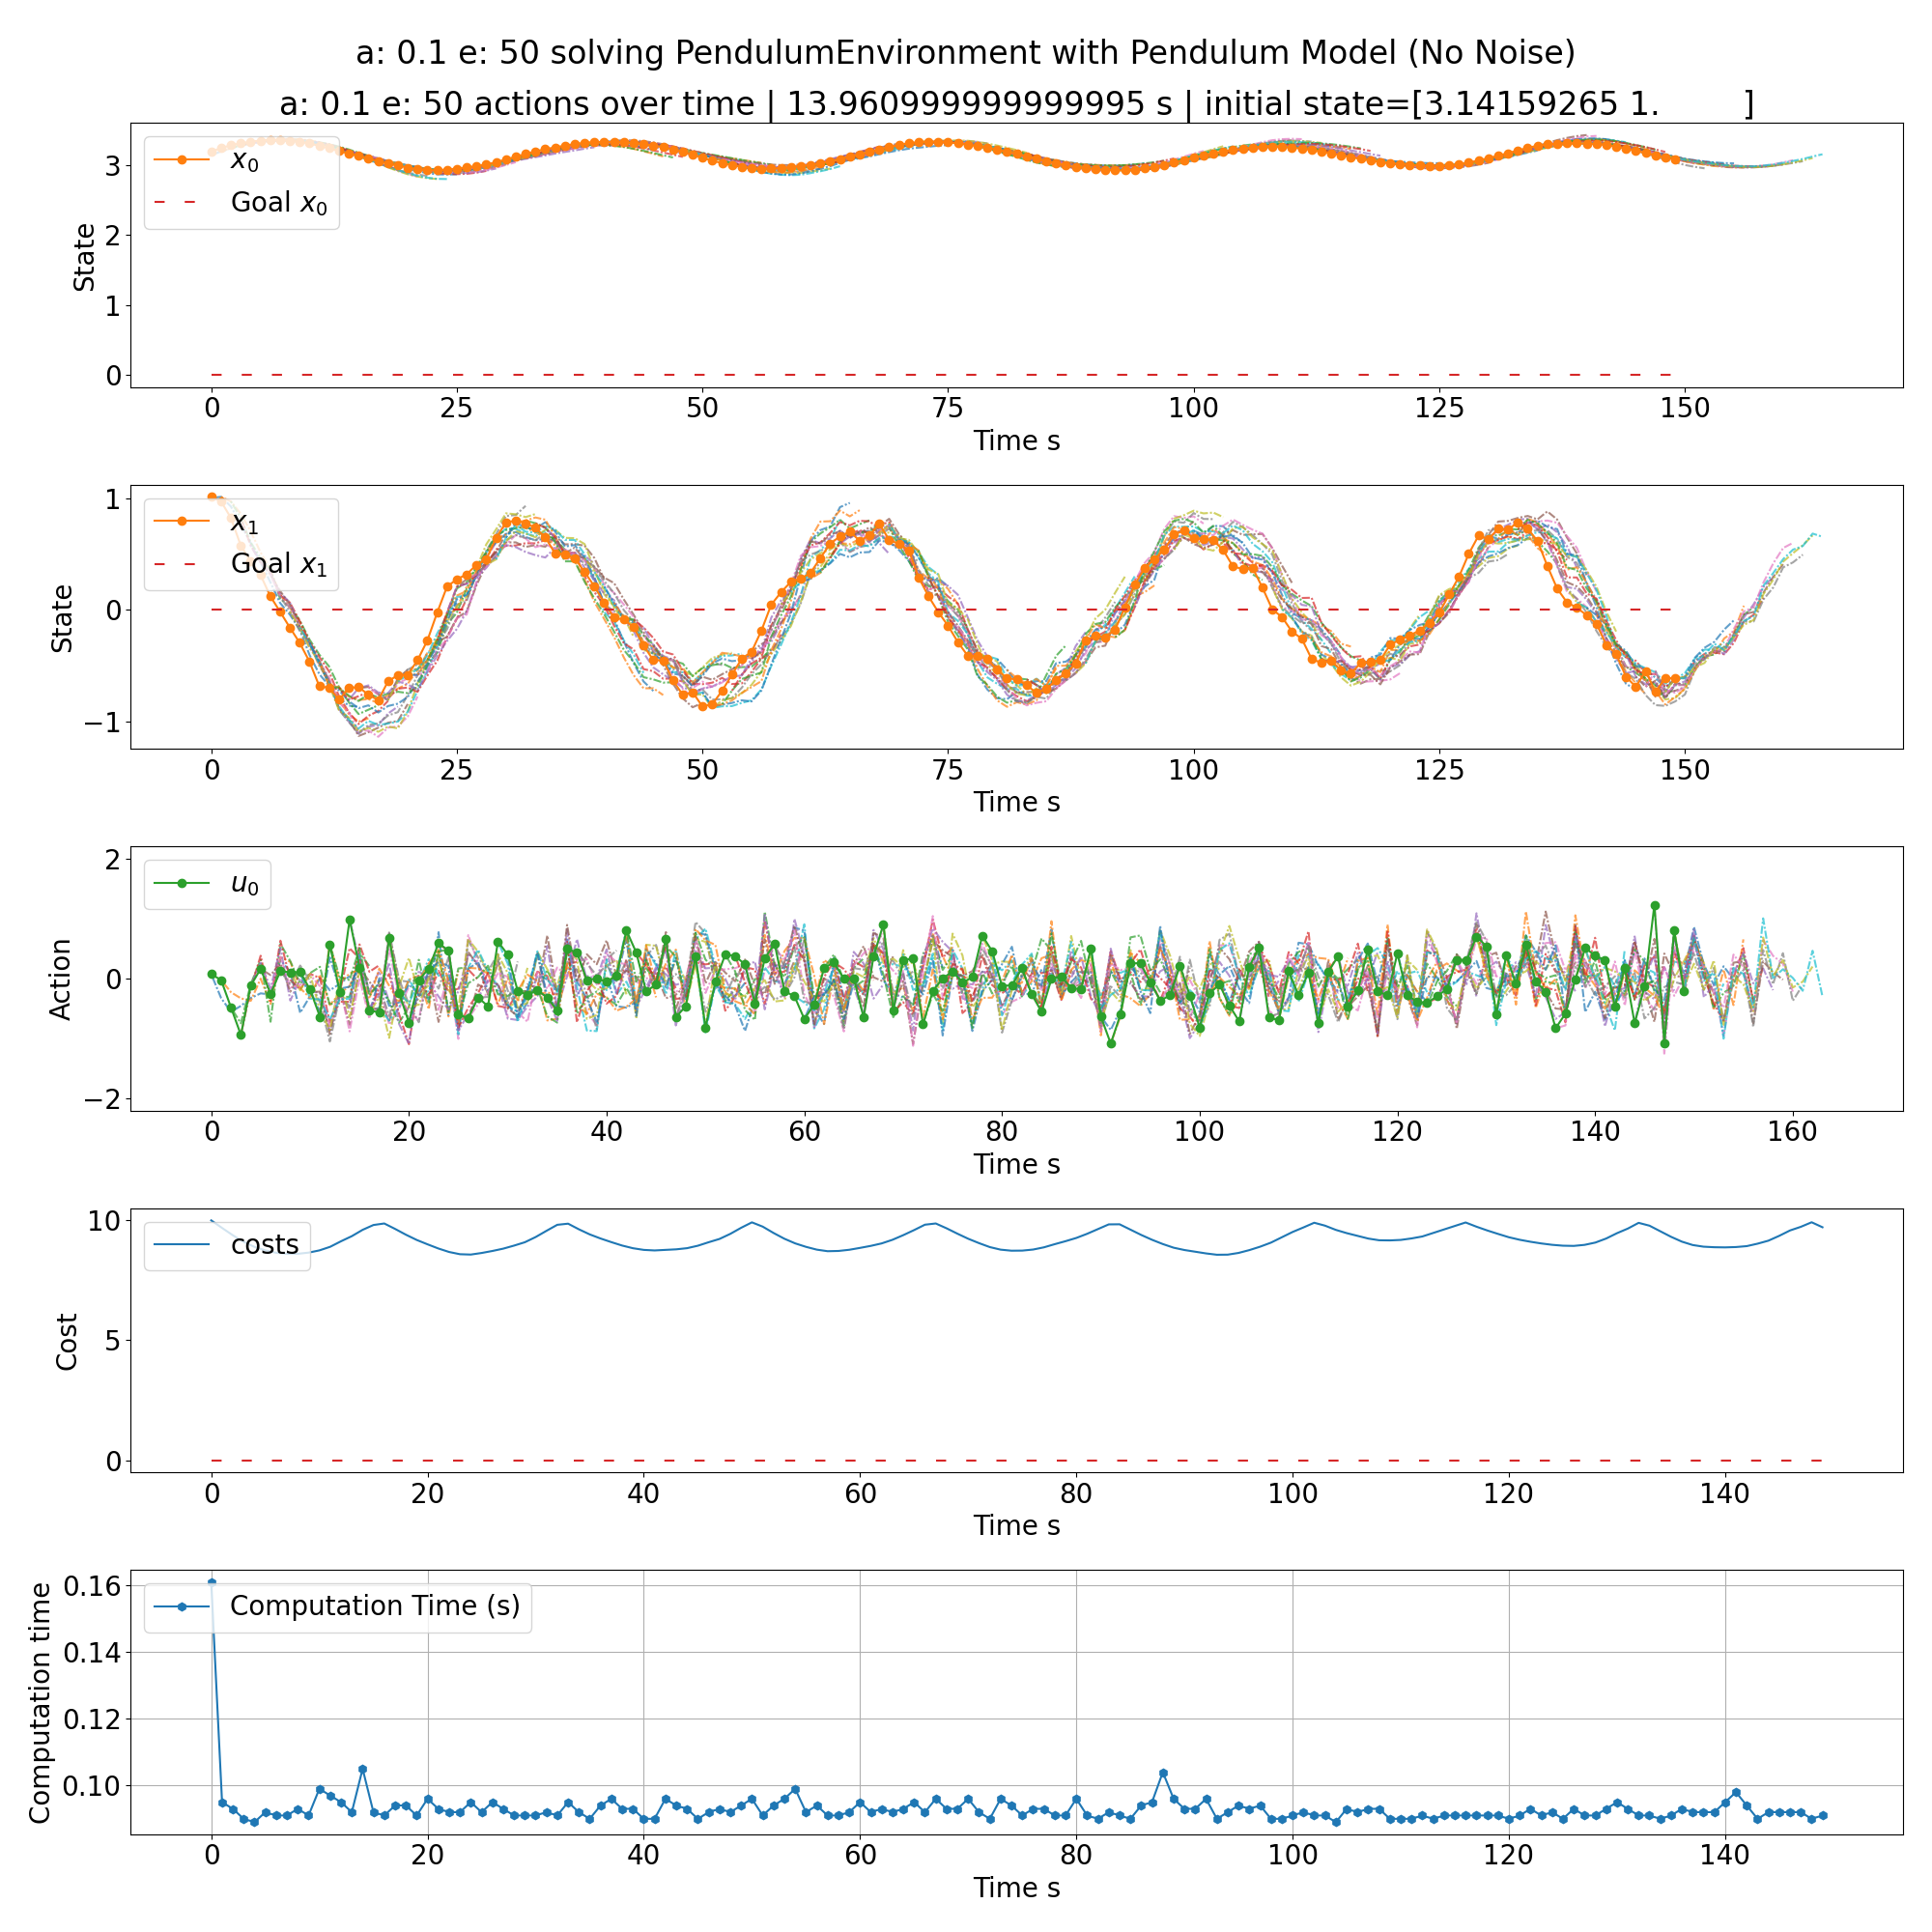 a: 0.1 e: 50 solving PendulumEnvironment with Pendulum Model (No Noise)
a: 0.1 e: 50 actions over time | 13.960999999999995 s | initial state=[3.14159265 1.         ]
State
3
2
1
0
x0
Goal x0
0 25 50 75 100 125 150
Time s
State
1
0
−1
x1
Goal x1
0 25 50 75 100 125 150
Time s
Action
2
0
−2
u0
0 20 40 60 80 100 120 140 160
Time s
Cost
10
5
0
costs
0 20 40 60 80 100 120 140
Time s
Computation time
0.16
0.14
0.12
0.10
Computation Time (s)
0 20 40 60 80 100 120 140
Time s